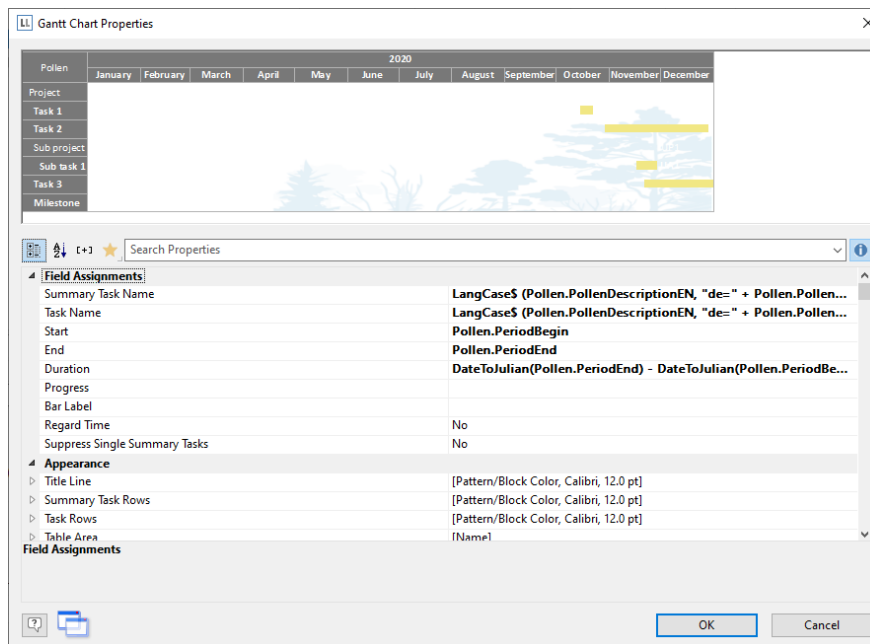 LL Gantt Chart Properties
Pollen
2020
January February March April May June July August September October November December
Project
Task 1
Task 2
Sub project
Sub task 1
Task 3
Milestone
Search Properties
Field Assignments
Summary Task Name LangCase$ (Pollen.PollenDescriptionEN, "de=" + Pollen.Pollen...
Task Name LangCase$ (Pollen.PollenDescriptionEN, "de=" + Pollen.Pollen...
Start Pollen.PeriodBegin
End Pollen.PeriodEnd
Duration DateToJulian(Pollen.PeriodEnd) - DateToJulian(Pollen.PeriodBe...
Progress
Bar Label
Regard Time No
Suppress Single Summary Tasks No
Appearance
Title Line [Pattern/Block Color, Calibri, 12.0 pt]
Summary Task Rows [Pattern/Block Color, Calibri, 12.0 pt]
Task Rows [Pattern/Block Color, Calibri, 12.0 pt]
Table Area [Name]
Field Assignments
OK Cancel